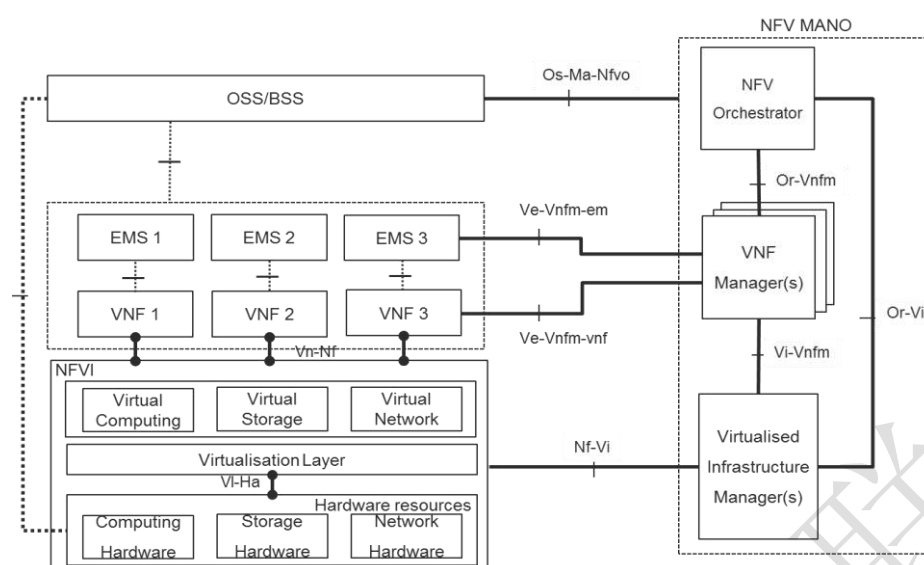 NFV MANO
Os-Ma-Nfvo
OSS/BSS
NFV
Orchestrator
Or-Vnfm
Ve-Vnfm-em
EMS 1
EMS 2
EMS 3
VNF
Manager(s)
VNF 1
VNF 2
VNF 3
Ve-Vnfm-vnf
Or-Vi
Vn-Nf
Vi-Vnfm
NFVI
Virtual
Computing
Virtual
Storage
Virtual
Network
Virtualisation Layer
Nf-Vi
Virtualised
Infrastructure
Manager(s)
Vl-Ha
Hardware resources
Computing
Hardware
Storage
Hardware
Network
Hardware